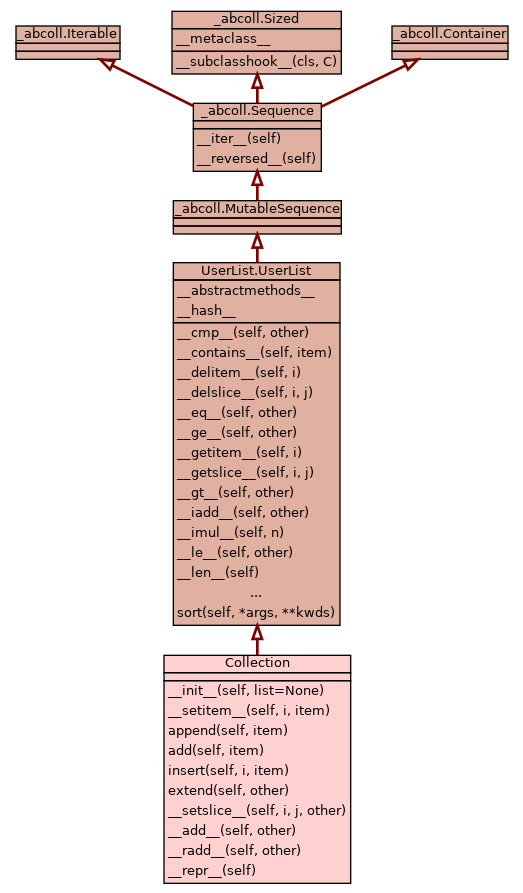 _abcoll.Iterable
_abcoll.Sized
__metaclass__
__subclasshook__(cls, C)
_abcoll.Container
_abcoll.Sequence
__iter__(self)
__reversed__(self)
_abcoll.MutableSequence
UserList.UserList
__abstractmethods__
__hash__
__cmp__(self, other)
__contains__(self, item)
__delitem__(self, i)
__delslice__(self, i, j)
__eq__(self, other)
__ge__(self, other)
__getitem__(self, i)
__getslice__(self, i, j)
__gt__(self, other)
__iadd__(self, other)
__imul__(self, n)
__le__(self, other)
__len__(self)
...
sort(self, *args, **kwds)
Collection
__init__(self, list=None)
__setitem__(self, i, item)
append(self, item)
add(self, item)
insert(self, i, item)
extend(self, other)
__setslice__(self, i, j, other)
__add__(self, other)
__radd__(self, other)
__repr__(self)